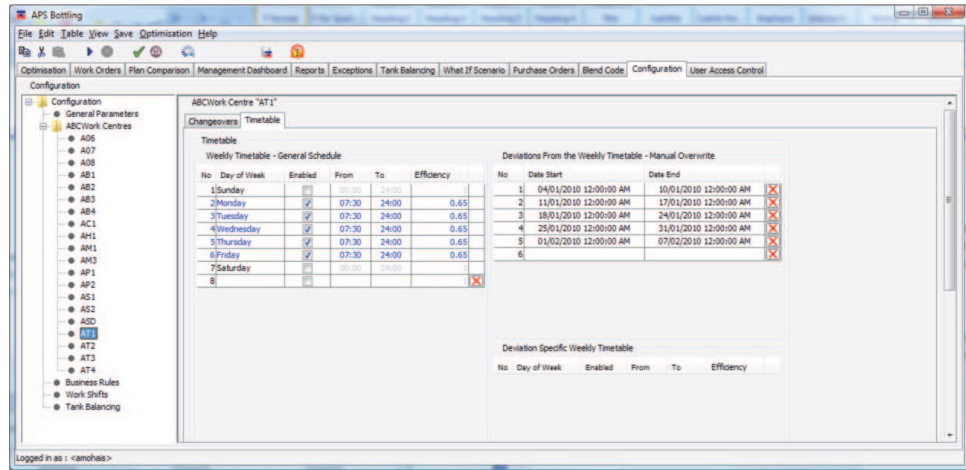 APS Bottling
File Edit Table View Save Optimisation Help
Optimisation Work Orders Plan Comparison Management Dashboard Reports Exceptions Tank Balancing What If Scenario Purchase Orders Blend Code Configuration User Access Control
Configuration
Configuration
General Parameters
ABCWork Centres
A06
A07
A08
AB1
AB2
AB3
AB4
AC1
AH1
AM1
AM3
AP1
AP2
AS1
AS2
ASD
AT1
AT2
AT3
AT4
Business Rules
Work Shifts
Tank Balancing
ABCWork Centre "AT1"
Changeovers Timetable
Timetable
Weekly Timetable - General Schedule
No Day of Week Enabled From To Efficiency
1 Sunday 00:00 24:00 1
2 Monday 07:30 24:00 0.65
3 Tuesday 07:30 24:00 0.65
4 Wednesday 07:30 24:00 0.65
5 Thursday 07:30 24:00 0.65
6 Friday 07:30 24:00 0.65
7 Saturday 00:00 24:00 1
8
Deviations From the Weekly Timetable - Manual Overwrite
No Date Start Date End
1 04/01/2010 12:00:00 AM 10/01/2010 12:00:00 AM
2 11/01/2010 12:00:00 AM 17/01/2010 12:00:00 AM
3 18/01/2010 12:00:00 AM 24/01/2010 12:00:00 AM
4 25/01/2010 12:00:00 AM 31/01/2010 12:00:00 AM
5 01/02/2010 12:00:00 AM 07/02/2010 12:00:00 AM
6
Deviation Specific Weekly Timetable
No Day of Week Enabled From To Efficiency
Logged in as : <amohais>